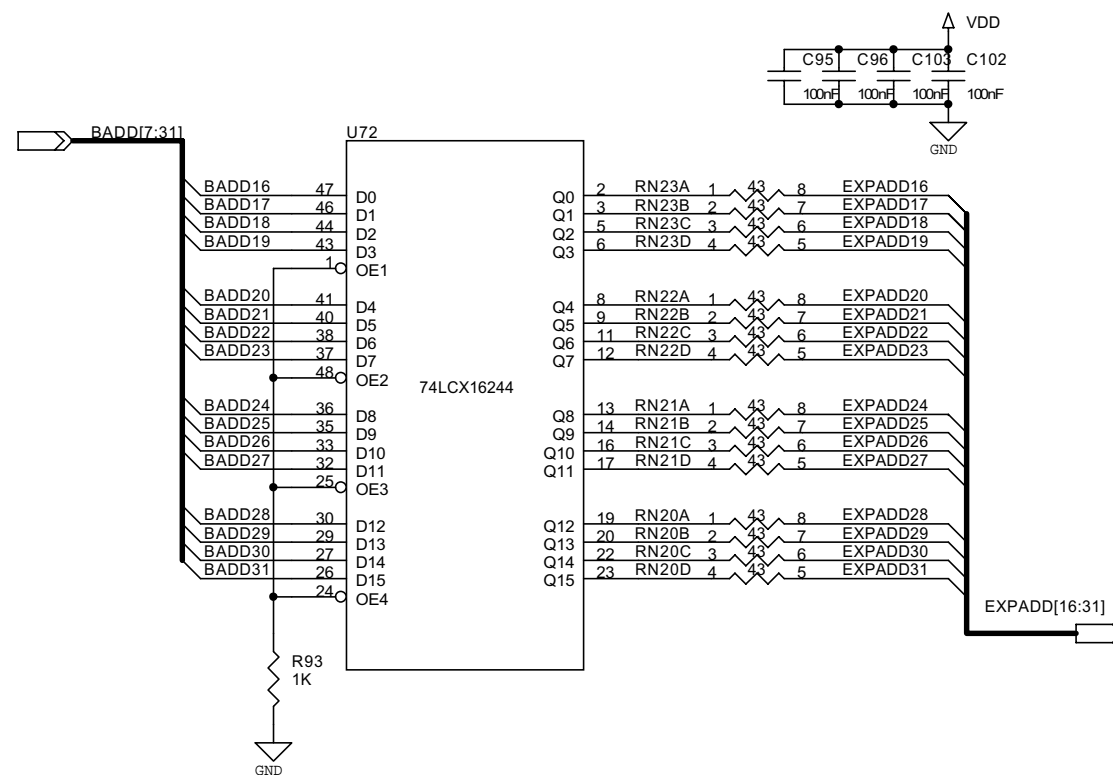 VDD
C95 C96 C103 C102
100nF 100nF 100nF 100nF
GND
BADD[7:31]
U72
BADD16 47 D0 Q0 2 RN23A 1 43 8 EXPADD16
BADD17 46 D1 Q1 3 RN23B 2 43 7 EXPADD17
BADD18 44 D2 Q2 5 RN23C 3 43 6 EXPADD18
BADD19 43 D3 Q3 6 RN23D 4 43 5 EXPADD19
1 OE1
BADD20 41 D4 Q4 8 RN22A 1 43 8 EXPADD20
BADD21 40 D5 Q5 9 RN22B 2 43 7 EXPADD21
BADD22 38 D6 Q6 11 RN22C 3 43 6 EXPADD22
BADD23 37 D7 Q7 12 RN22D 4 43 5 EXPADD23
48 OE2
74LCX16244
BADD24 36 D8 Q8 13 RN21A 1 43 8 EXPADD24
BADD25 35 D9 Q9 14 RN21B 2 43 7 EXPADD25
BADD26 33 D10 Q10 16 RN21C 3 43 6 EXPADD26
BADD27 32 D11 Q11 17 RN21D 4 43 5 EXPADD27
25 OE3
BADD28 30 D12 Q12 19 RN20A 1 43 8 EXPADD28
BADD29 29 D13 Q13 20 RN20B 2 43 7 EXPADD29
BADD30 27 D14 Q14 22 RN20C 3 43 6 EXPADD30
BADD31 26 D15 Q15 23 RN20D 4 43 5 EXPADD31
24 OE4
EXPADD[16:31]
R93
1K
GND